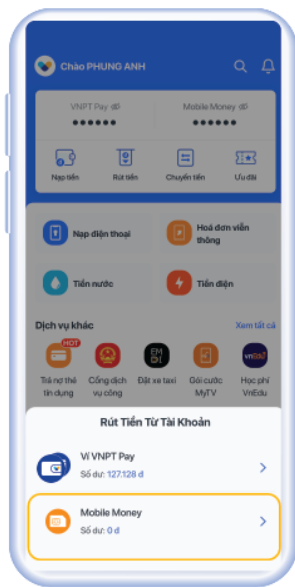 Chào PHUNG ANH
VNPT Pay
Mobile Money
Nạp tiền
Rút tiền
Chuyển tiền
Ưu đãi
Nạp điện thoại
Hoá đơn viễn
thông
Tiền nước
Tiền điện
Dịch vụ khác
Xem tất cả
HOT
EM
ĐI
vnEdu
Trả nợ thẻ
tín dụng
Cổng dịch
vụ công
Đặt xe taxi
Gói cước
MyTV
Học phí
VnEdu
Rút Tiền Từ Tài Khoản
Ví VNPT Pay
Số dư: 127.128 đ
Mobile Money
Số dư: 0 đ